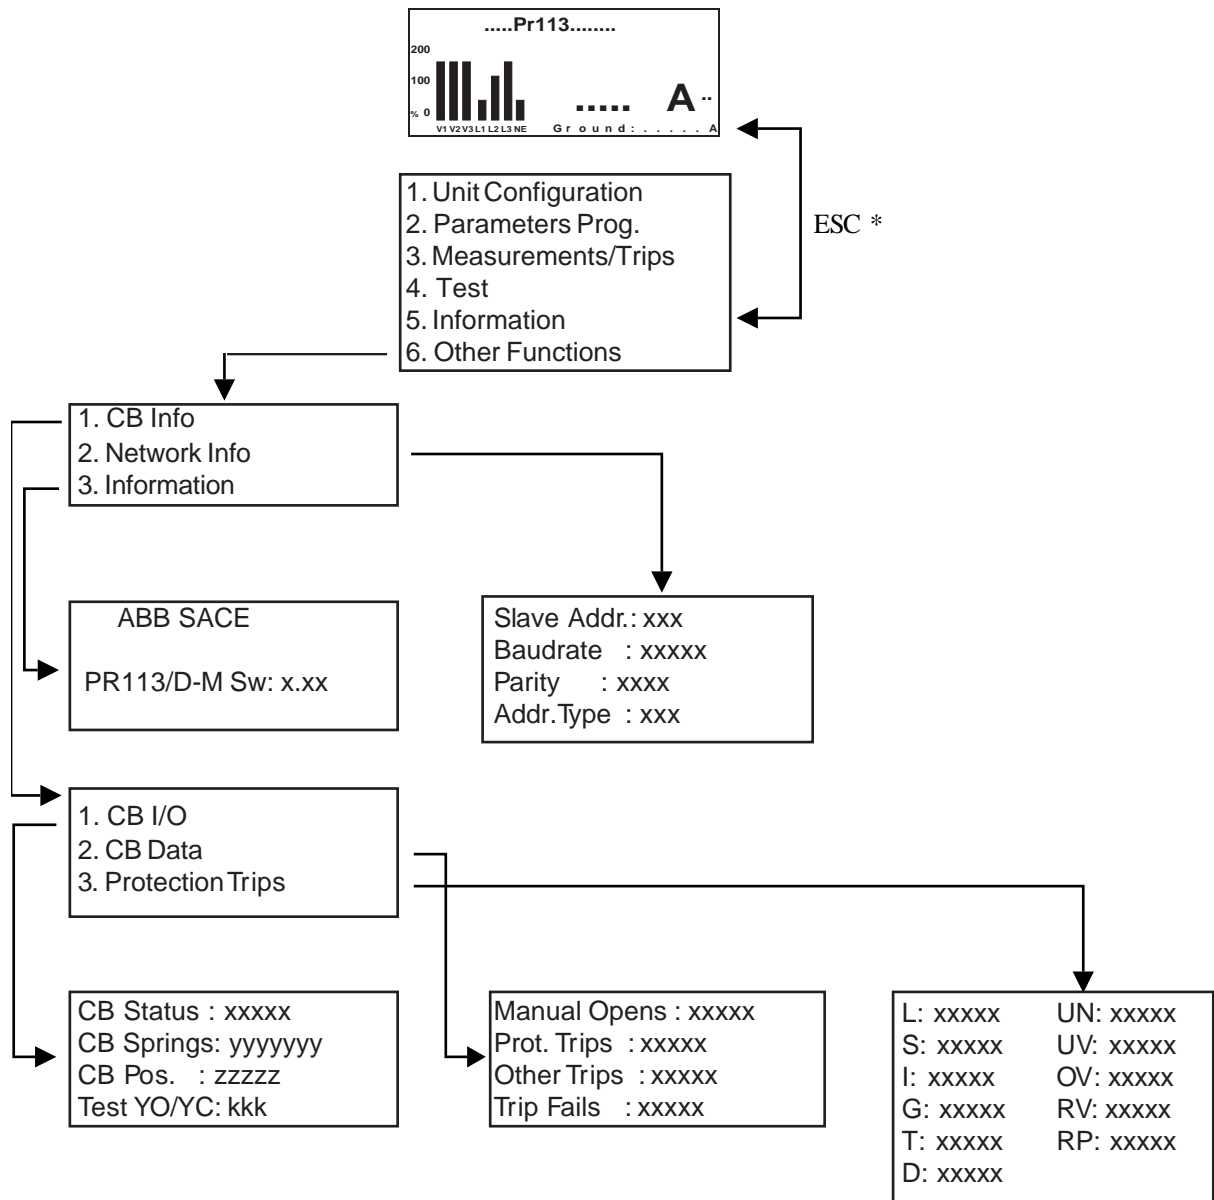 .....Pr113........
200
100
% 0
V1 V2 V3 L1 L2 L3 NE
..... A ..
Ground: . . . . . A
ESC *
1. Unit Configuration
2. Parameters Prog.
3. Measurements/Trips
4. Test
5. Information
6. Other Functions
1. CB Info
2. Network Info
3. Information
ABB SACE
PR113/D-M Sw: x.xx
Slave Addr.: xxx
Baudrate : xxxxx
Parity : xxxx
Addr.Type : xxx
1. CB I/O
2. CB Data
3. Protection Trips
CB Status : xxxxx
CB Springs: yyyyyyy
CB Pos. : zzzzz
Test YO/YC: kkk
Manual Opens : xxxxx
Prot. Trips : xxxxx
Other Trips : xxxxx
Trip Fails : xxxxx
L: xxxxx UN: xxxxx
S: xxxxx UV: xxxxx
I: xxxxx OV: xxxxx
G: xxxxx RV: xxxxx
T: xxxxx RP: xxxxx
D: xxxxx